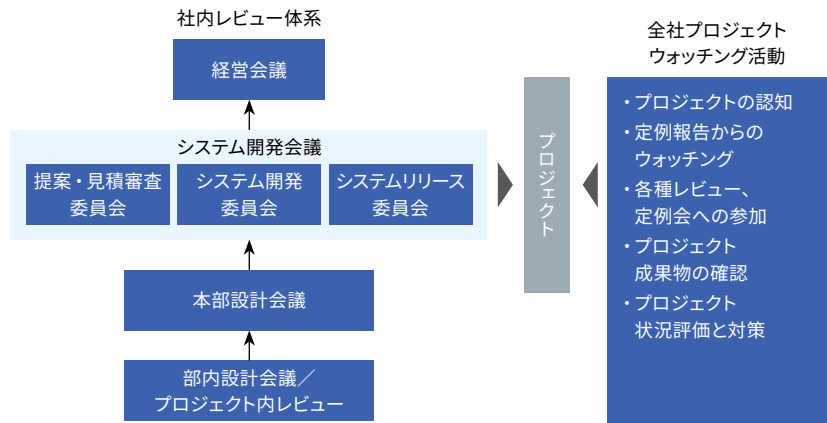 社内レビュー体系
経営会議
システム開発会議
提案・見積審査
委員会
システム開発
委員会
システムリリース
委員会
本部設計会議
部内設計会議／
プロジェクト内レビュー
プロジェクト
全社プロジェクト
ウォッチング活動
・プロジェクトの認知
・定例報告からの
ウォッチング
・各種レビュー、
定例会への参加
・プロジェクト
成果物の確認
・プロジェクト
状況評価と対策